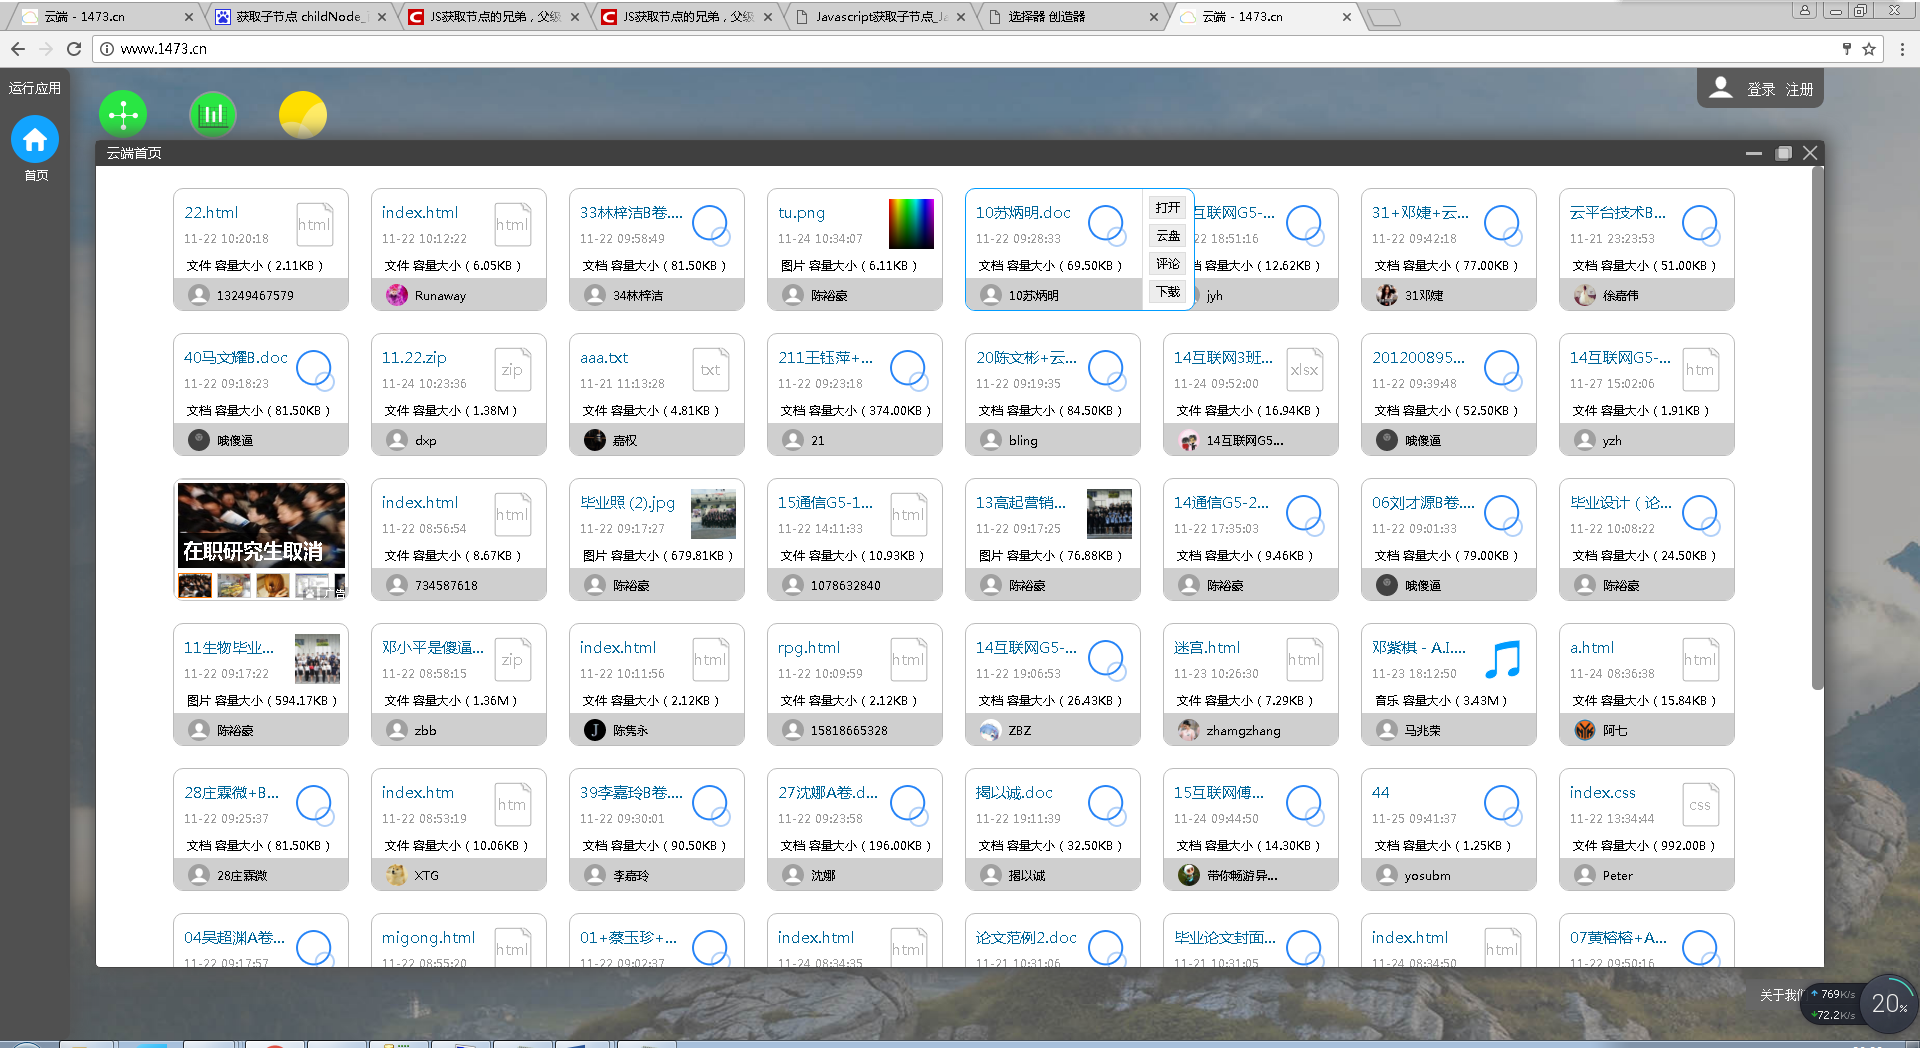 云端 - 1473.cn
获取子节点 childNode_
JS获取节点的兄弟，父级
JS获取节点的兄弟，父级
Javascript获取子节点_
选择器 创造器
云端 - 1473.cn
www.1473.cn
运行应用
首页
登录 注册
云端首页
22.html
11-22 10:20:18
html
文件 容量大小 ( 2.11KB )
13249467579
index.html
11-22 10:12:22
html
文件 容量大小 ( 6.05KB )
Runaway
33林梓洁B卷....
11-22 09:58:49
文档 容量大小 ( 81.50KB )
34林梓洁
tu.png
11-24 10:34:07
图片 容量大小 ( 6.11KB )
陈裕豪
10苏炳明.doc
11-22 09:28:33
文档 容量大小 ( 69.50KB )
10苏炳明
打开
云盘
评论
下载
互联网G5-...
22 18:51:16
档 容量大小 ( 12.62KB )
jyh
31+邓婕+云...
11-22 09:42:18
文档 容量大小 ( 77.00KB )
31邓婕
云平台技术B...
11-21 23:23:53
文档 容量大小 ( 51.00KB )
徐嘉伟
40马文耀B.doc
11-22 09:18:23
文档 容量大小 ( 81.50KB )
哦傻逼
11.22.zip
11-24 10:23:36
zip
文件 容量大小 ( 1.38M )
dxp
aaa.txt
11-21 11:13:28
txt
文件 容量大小 ( 4.81KB )
嘉权
211王钰萍+...
11-22 09:23:18
文档 容量大小 ( 374.00KB )
21
20陈文彬+云...
11-22 09:19:35
文档 容量大小 ( 84.50KB )
bling
14互联网3班...
11-24 09:52:00
xlsx
文件 容量大小 ( 16.94KB )
14互联网G5...
201200895...
11-22 09:39:48
文档 容量大小 ( 52.50KB )
哦傻逼
14互联网G5-...
11-27 15:02:06
htm
文件 容量大小 ( 1.91KB )
yzh
在职研究生取消
广告
index.html
11-22 08:56:54
html
文件 容量大小 ( 8.67KB )
734587618
毕业照 (2).jpg
11-22 09:17:27
图片 容量大小 ( 679.81KB )
陈裕豪
15通信G5-1...
11-22 14:11:33
html
文件 容量大小 ( 10.93KB )
1078632840
13高起营销...
11-22 09:17:25
图片 容量大小 ( 76.88KB )
陈裕豪
14通信G5-2...
11-22 17:35:03
文档 容量大小 ( 9.46KB )
陈裕豪
06刘才源B卷....
11-22 09:01:33
文档 容量大小 ( 79.00KB )
哦傻逼
毕业设计 ( 论...
11-22 10:08:22
文档 容量大小 ( 24.50KB )
陈裕豪
11生物毕业...
11-22 09:17:22
图片 容量大小 ( 594.17KB )
陈裕豪
邓小平是傻逼...
11-22 08:58:15
zip
文件 容量大小 ( 1.36M )
zbb
index.html
11-22 10:11:56
html
文件 容量大小 ( 2.12KB )
陈隽永
rpg.html
11-22 10:09:59
html
文件 容量大小 ( 2.12KB )
15818665328
14互联网G5-...
11-22 19:06:53
文档 容量大小 ( 26.43KB )
ZBZ
迷宫.html
11-23 10:26:30
html
文件 容量大小 ( 7.29KB )
zhamgzhang
邓紫棋 - A.I....
11-23 18:12:50
音乐 容量大小 ( 3.43M )
马兆荣
a.html
11-24 08:36:38
html
文件 容量大小 ( 15.84KB )
阿七
28庄霖微+B...
11-22 09:25:37
文档 容量大小 ( 81.50KB )
28庄霖微
index.htm
11-22 08:53:19
htm
文件 容量大小 ( 10.06KB )
XTG
39李嘉玲B卷....
11-22 09:30:01
文档 容量大小 ( 90.50KB )
李嘉玲
27沈娜A卷.d...
11-22 09:23:58
文档 容量大小 ( 196.00KB )
沈娜
揭以诚.doc
11-22 19:11:39
文档 容量大小 ( 32.50KB )
揭以诚
15互联网傅...
11-24 09:44:50
文档 容量大小 ( 14.30KB )
带你畅游异...
44
11-25 09:41:37
文档 容量大小 ( 1.25KB )
yosubm
index.css
11-22 13:34:44
css
文件 容量大小 ( 992.00B )
Peter
04吴超渊A卷...
11-22 09:17:57
migong.html
11-22 08:55:20
html
01+蔡玉珍+...
11-22 09:02:37
index.html
11-24 08:34:35
html
论文范例2.doc
11-21 10:31:06
毕业论文封面...
11-21 10:31:05
index.html
11-24 08:34:50
html
07黄榕榕+A...
11-22 09:50:16
关于我们
769K/s
72.2K/s
20%